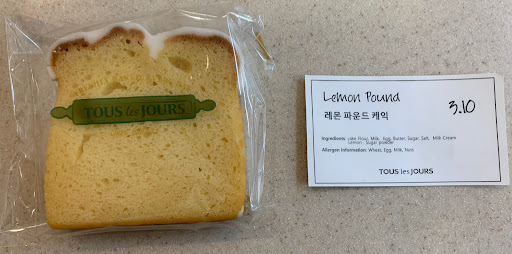 TOUS les JOURS
Lemon Pound
3.10
레몬 파운드 케익
Ingredients: cake Flour, Milk, Egg, Butter, Sugar, Salt, Milk Cream
Lemon, Sugar powder
Allergen Information: Wheat, Egg, Milk, Nuts
TOUS les JOURS